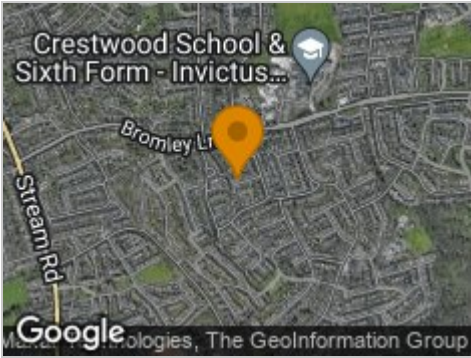 Crestwood School &
Sixth Form - Invictus...
Bromley Ln
Stream Rd
Google
Technologies, The GeoInformation Group